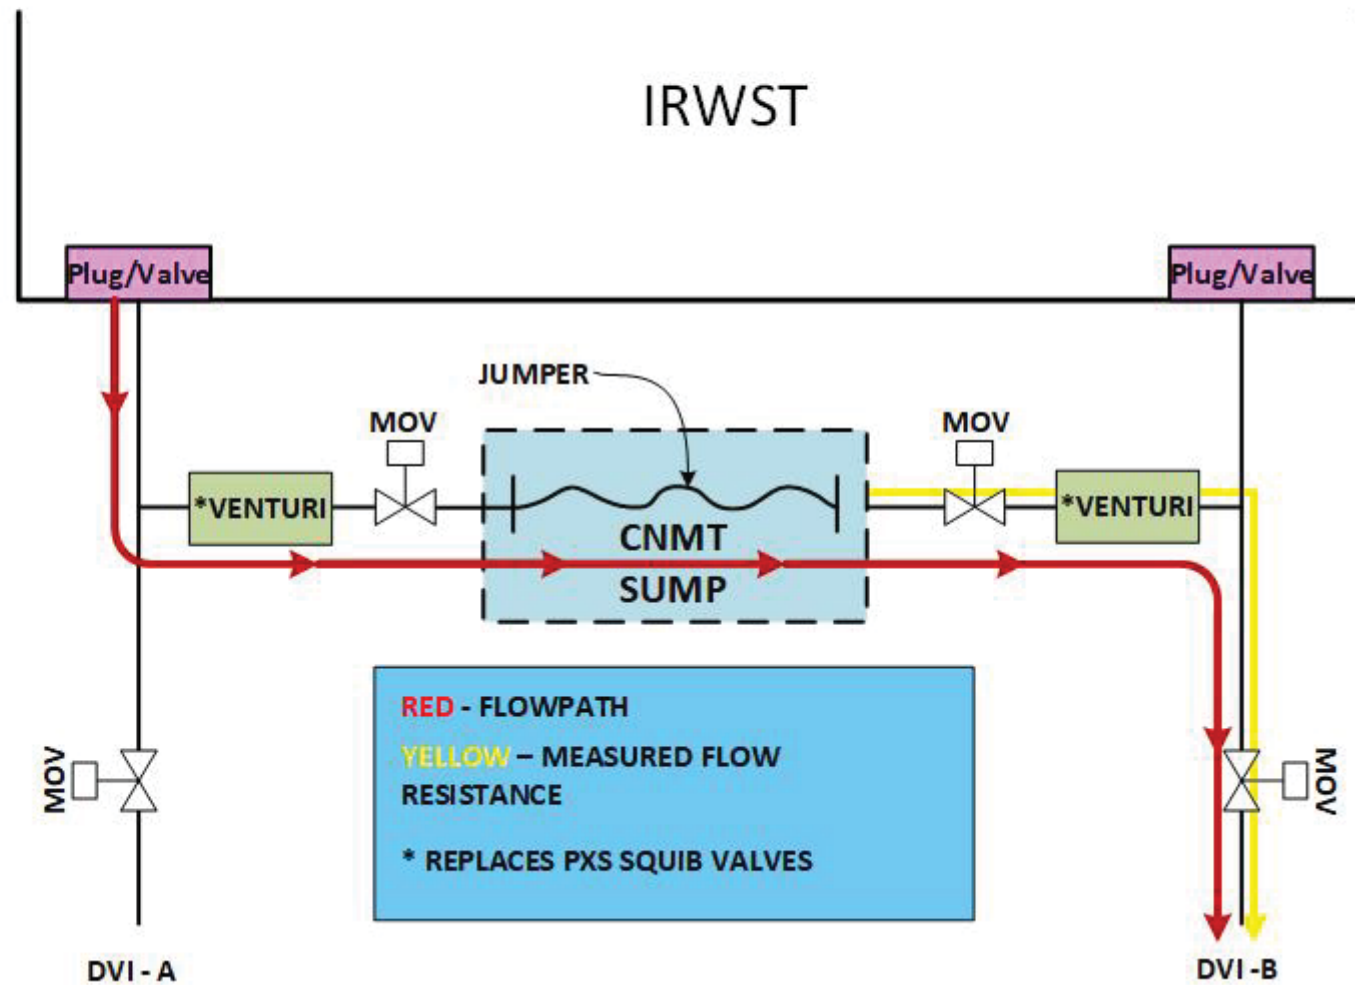 IRWST
Plug/Valve
Plug/Valve
JUMPER
MOV
MOV
*VENTURI
*VENTURI
CNMT
SUMP
RED - FLOWPATH
YELLOW – MEASURED FLOW
RESISTANCE
* REPLACES PXS SQUIB VALVES
MOV
MOV
DVI - A
DVI -B